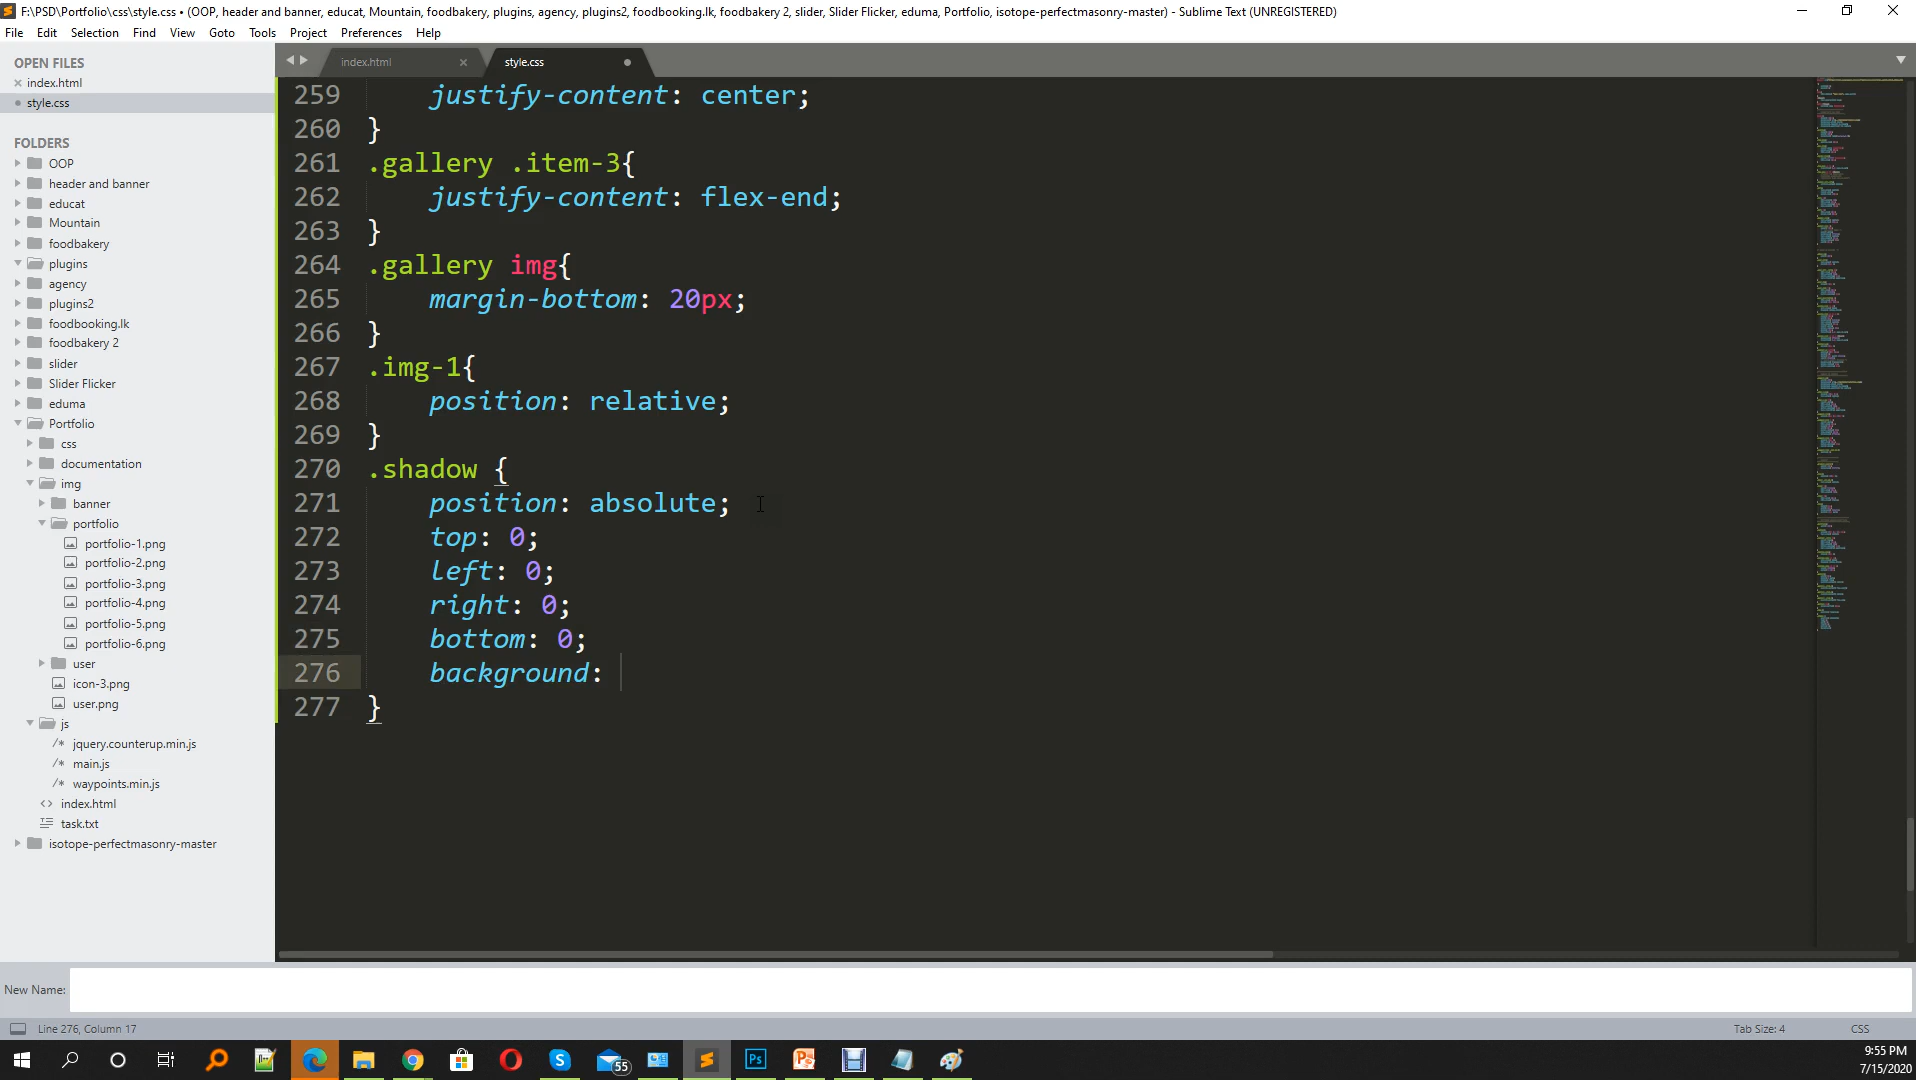 F:\PSD\Portfolio\css\style.css • (OOP, header and banner, educat, Mountain, foodbakery, plugins, agency, plugins2, foodbooking.lk, foodbakery 2, slider, Slider Flicker, eduma, Portfolio, isotope-perfectmasonry-master) - Sublime Text (UNREGISTERED)
File Edit Selection Find View Goto Tools Project Preferences Help
OPEN FILES
index.html
style.css
FOLDERS
OOP
header and banner
educat
Mountain
foodbakery
plugins
agency
plugins2
foodbooking.lk
foodbakery 2
slider
Slider Flicker
eduma
Portfolio
css
documentation
img
banner
portfolio
portfolio-1.png
portfolio-2.png
portfolio-3.png
portfolio-4.png
portfolio-5.png
portfolio-6.png
user
icon-3.png
user.png
js
jquery.counterup.min.js
main.js
waypoints.min.js
index.html
task.txt
isotope-perfectmasonry-master
index.html style.css
259 justify-content: center;
260 }
261 .gallery .item-3{
262 justify-content: flex-end;
263 }
264 .gallery img{
265 margin-bottom: 20px;
266 }
267 .img-1{
268 position: relative;
269 }
270 .shadow {
271 position: absolute;
272 top: 0;
273 left: 0;
274 right: 0;
275 bottom: 0;
276 background:
277 }
New Name:
Line 276, Column 17 Tab Size: 4 CSS
55
9:55 PM
7/15/2020